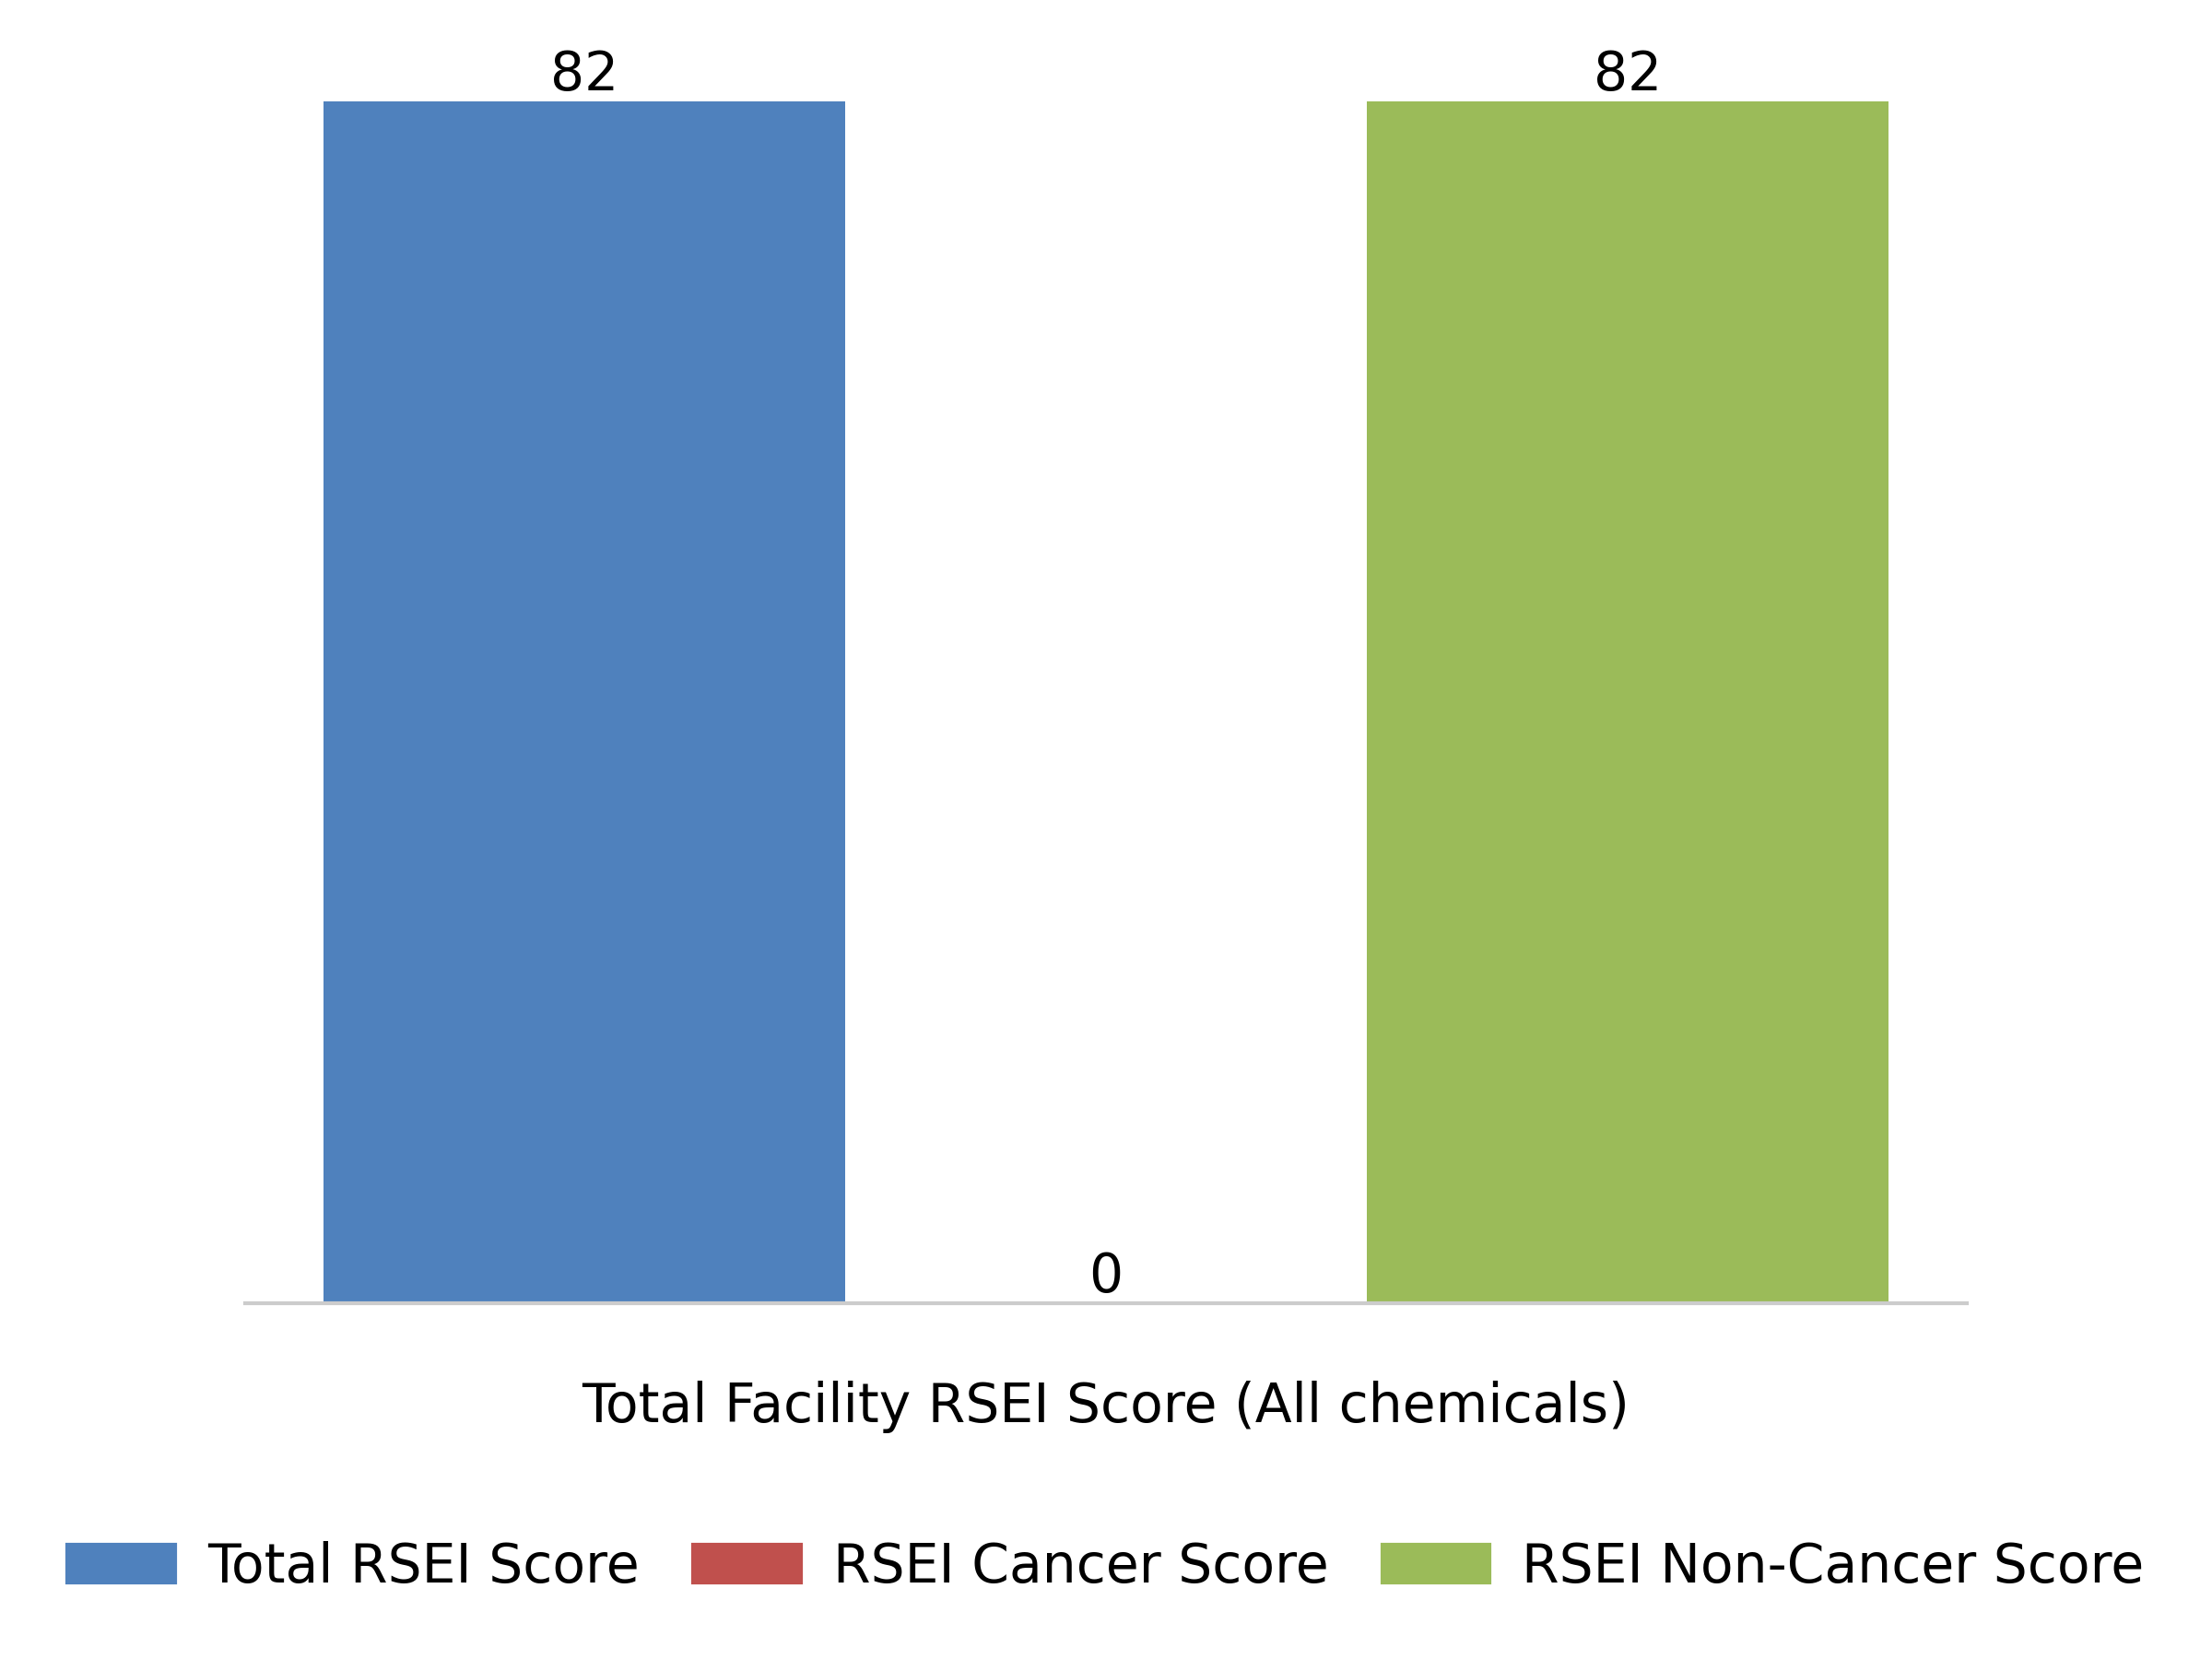 82 82
0
Total Facility RSEI Score (All chemicals)
Total RSEI Score RSEI Cancer Score RSEI Non-Cancer Score